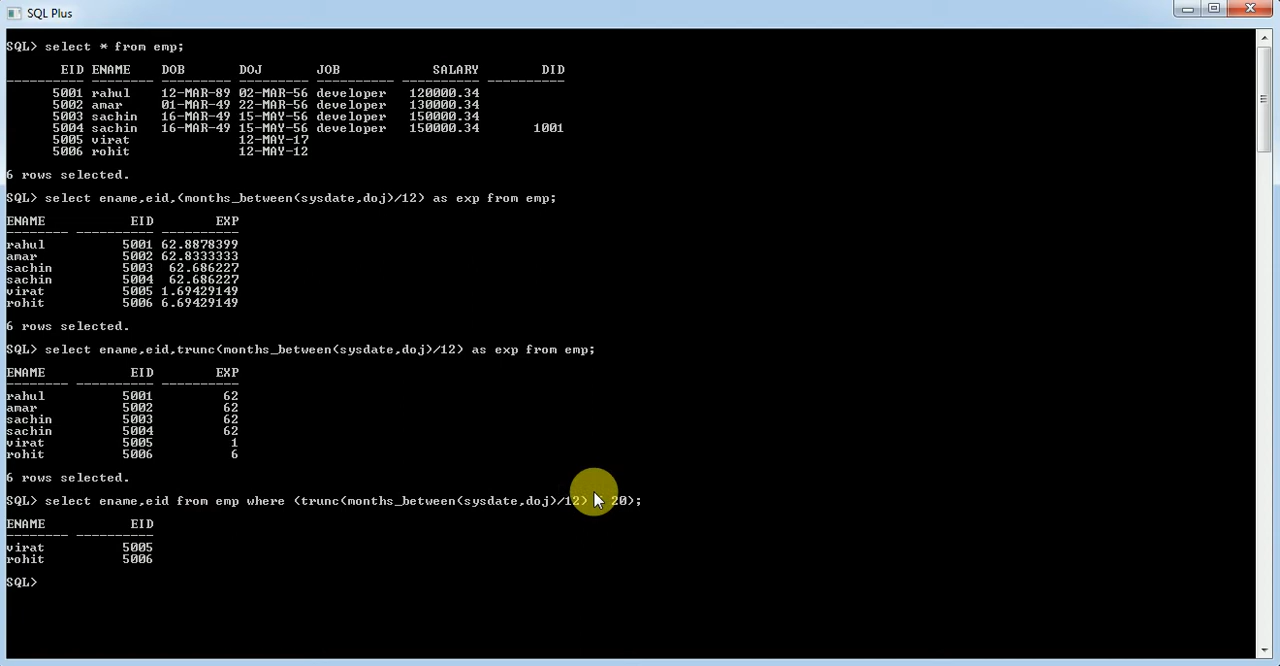 SQL Plus
SQL> select * from emp;
EID ENAME DOB DOJ JOB SALARY DID
5001 rahul 12-MAR-89 02-MAR-56 developer 120000.34
5002 amar 01-MAR-49 22-MAR-56 developer 130000.34
5003 sachin 16-MAR-49 15-MAY-56 developer 150000.34
5004 sachin 16-MAR-49 15-MAY-56 developer 150000.34 1001
5005 virat 12-MAY-17
5006 rohit 12-MAY-12
6 rows selected.
SQL> select ename,eid,(months_between(sysdate,doj)/12) as exp from emp;
ENAME EID EXP
rahul 5001 62.8878399
amar 5002 62.8333333
sachin 5003 62.686227
sachin 5004 62.686227
virat 5005 1.69429149
rohit 5006 6.69429149
6 rows selected.
SQL> select ename,eid,trunc(months_between(sysdate,doj)/12) as exp from emp;
ENAME EID EXP
rahul 5001 62
amar 5002 62
sachin 5003 62
sachin 5004 62
virat 5005 1
rohit 5006 6
6 rows selected.
SQL> select ename,eid from emp where (trunc(months_between(sysdate,doj)/12) 20);
ENAME EID
virat 5005
rohit 5006
SQL>